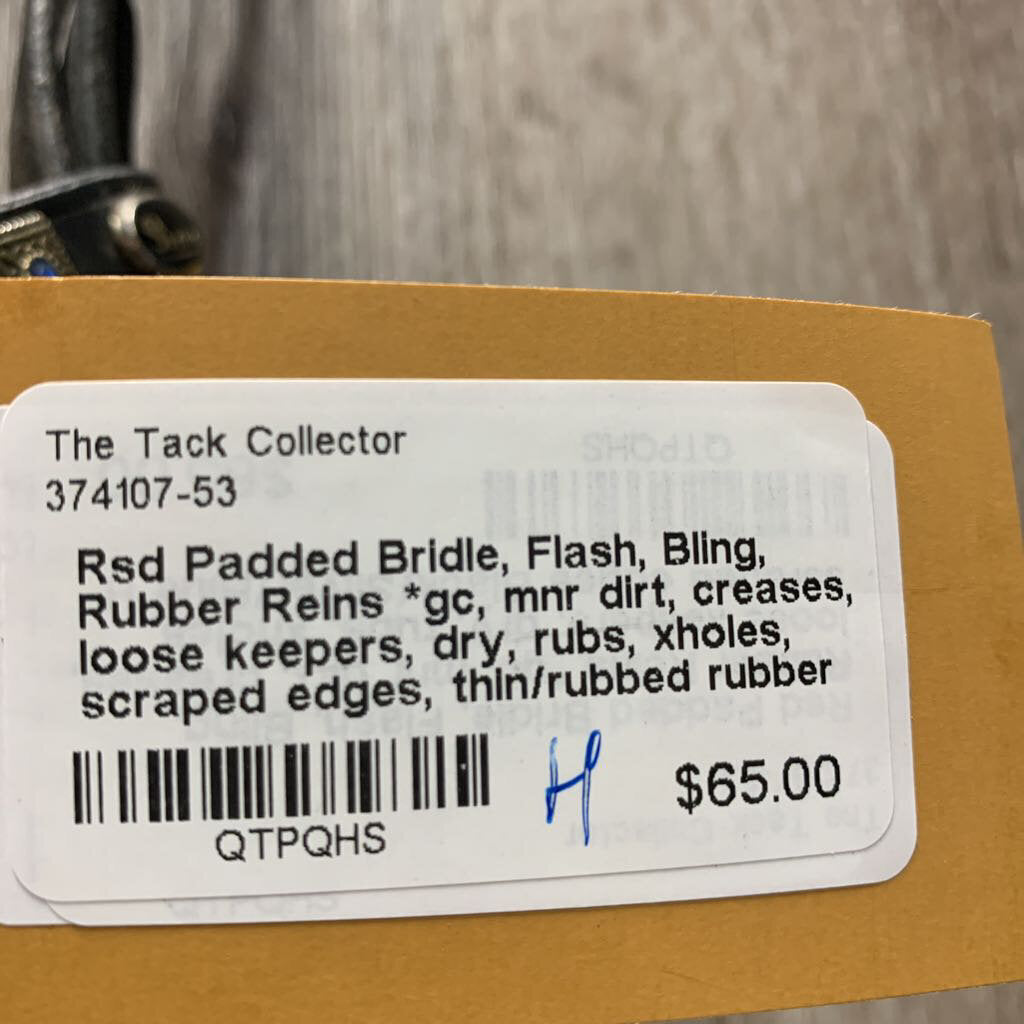 The Tack Collector
374107-53
Rsd Padded Bridle, Flash, Bling,
Rubber Reins *gc, mnr dirt, creases,
loose keepers, dry, rubs, xholes,
scraped edges, thin/rubbed rubber
H
$65.00
QTPQHS